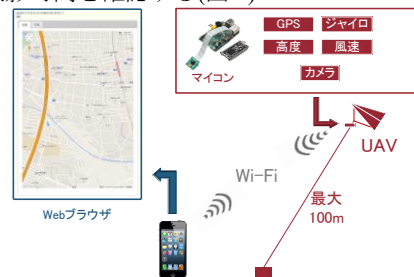 GPS ジャイロ
高度 風速
カメラ
マイコン
UAV
Wi-Fi
最大
100m
Webブラウザ